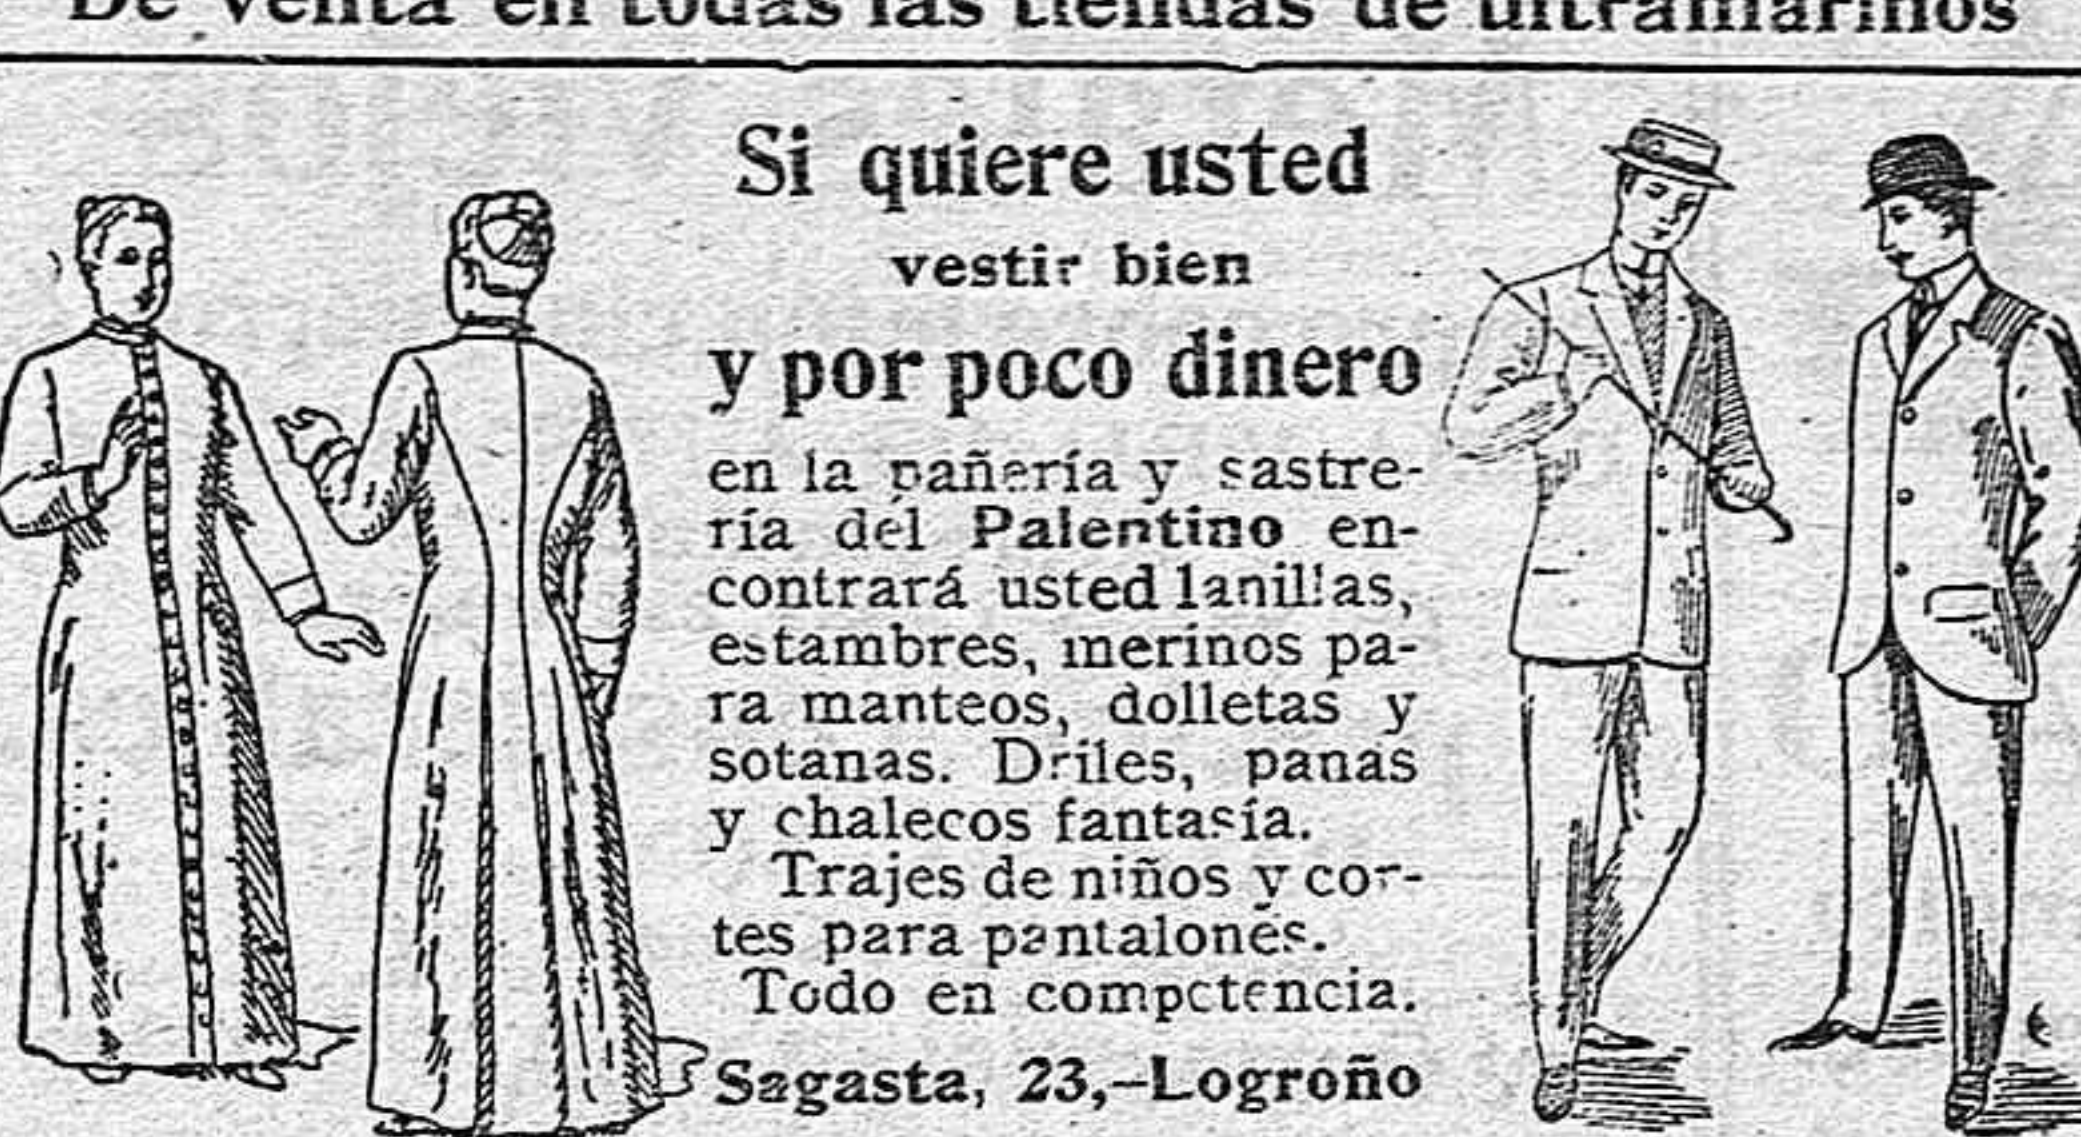 De venta en todas las tiendas de ultramarinos
Si quiere usted
vestir bien
y por poco dinero
en la pañería y sastre-
ría del Palentino en-
contrará usted lanillas,
estambres, merinos pa-
ra manteos, dolletas y
sotanas. Driles, panas
y chalecos fantasía.
Trajes de niños y cor-
tes para pantalones.
Todo en competencia.
Sagasta, 23,-Logroño